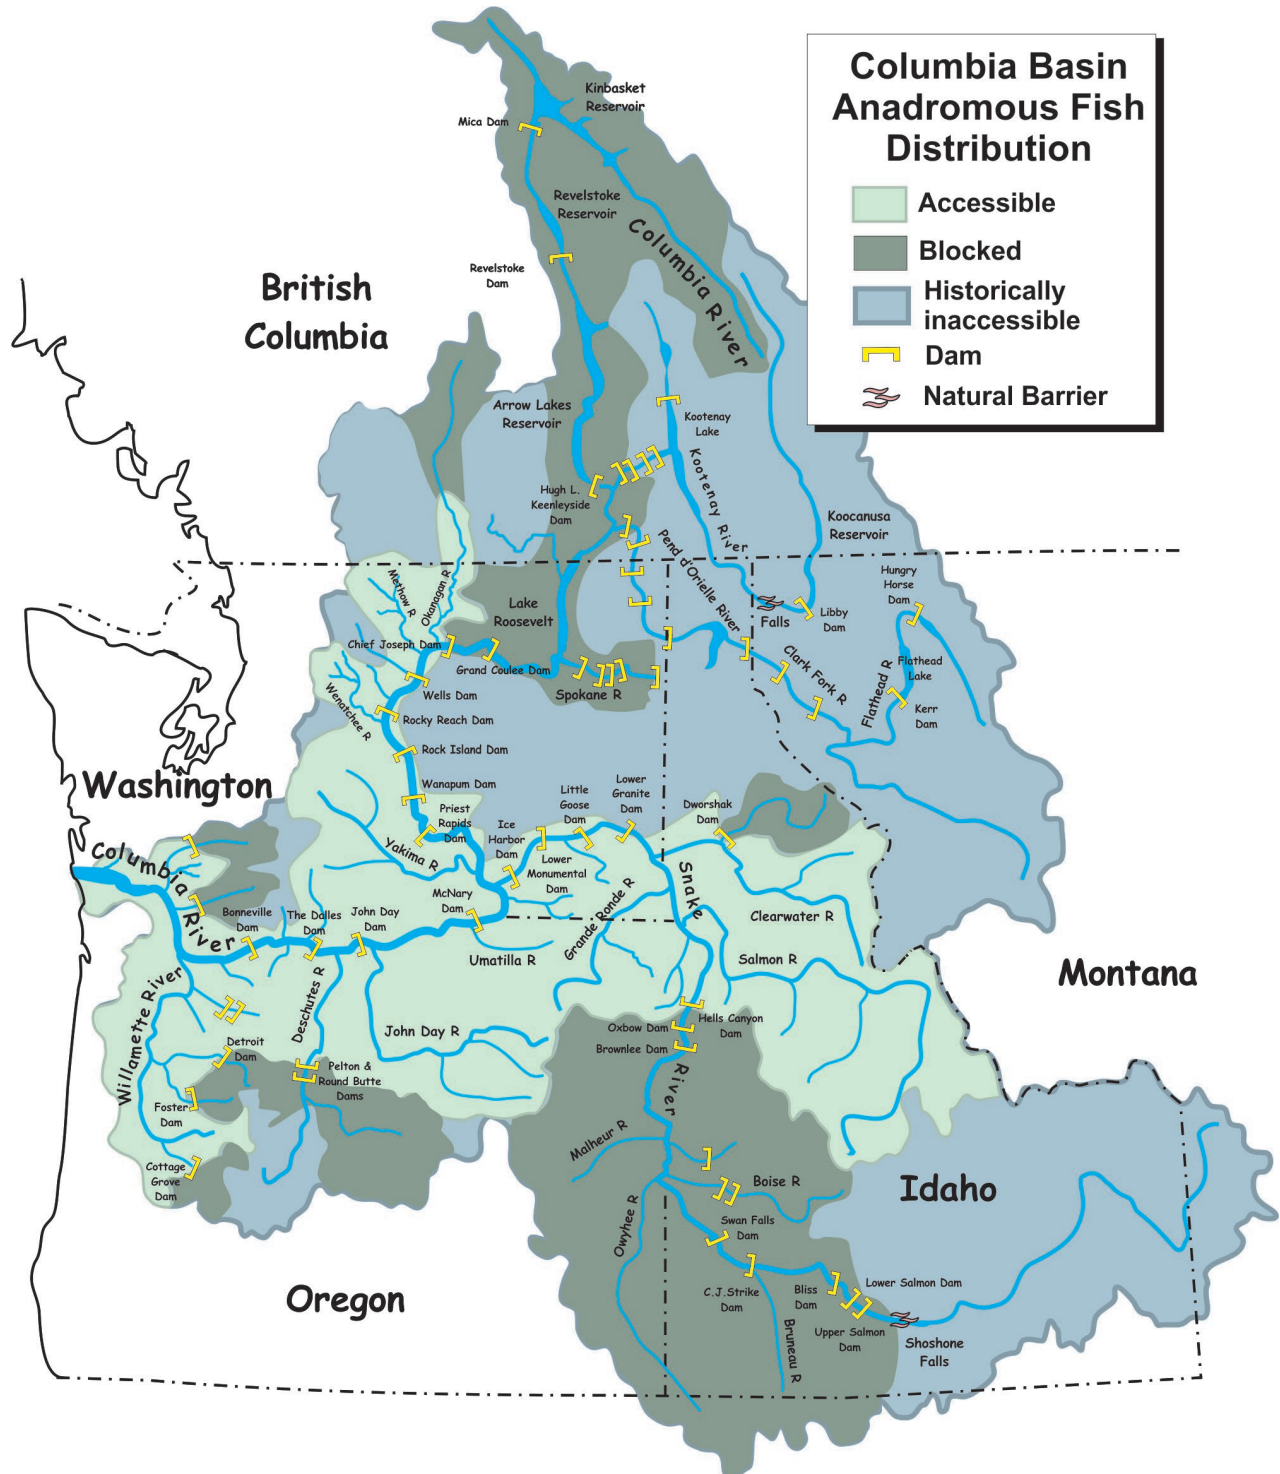 Columbia Basin
Anadromous Fish
Distribution
Accessible
Blocked
Historically
inaccessible
Dam
Natural Barrier
Kinbasket
Reservoir
Mica Dam
Revelstoke
Reservoir
Columbia River
Revelstoke
Dam
British
Columbia
Arrow Lakes
Reservoir
Kootenay
Lake
Kootenay River
Hugh L.
Keenleyside
Dam
Koocanusa
Reservoir
Pend d'Orielle River
Hungry
Horse
Dam
Methow R
Okanagan R
Lake
Roosevelt
Falls
Libby
Dam
Chief Joseph Dam
Grand Coulee Dam
Clark Fork R
Flathead R
Flathead
Lake
Wells Dam
Spokane R
Wenatchee R
Rocky Reach Dam
Kerr
Dam
Rock Island Dam
Washington
Wanapum Dam
Priest
Rapids
Dam
Little
Goose
Dam
Lower
Granite
Dam
Dworshak
Dam
Ice
Harbor
Dam
Yakima R
Lower
Monumental
Dam
Columbia River
McNary
Dam
Snake
Bonneville
Dam
The Dalles
Dam
John Day
Dam
Grande Ronde R
Clearwater R
Umatilla R
Salmon R
Montana
Willamette River
Deschutes R
John Day R
Hells Canyon
Dam
Oxbow Dam
Brownlee Dam
Detroit
Dam
Pelton &
Round Butte
Dams
River
Foster
Dam
Malheur R
Cottage
Grove
Dam
Boise R
Idaho
Owyhee R
Swan Falls
Dam
Oregon
C.J.Strike
Dam
Bliss
Dam
Lower Salmon Dam
Bruneau R
Upper Salmon
Dam
Shoshone
Falls